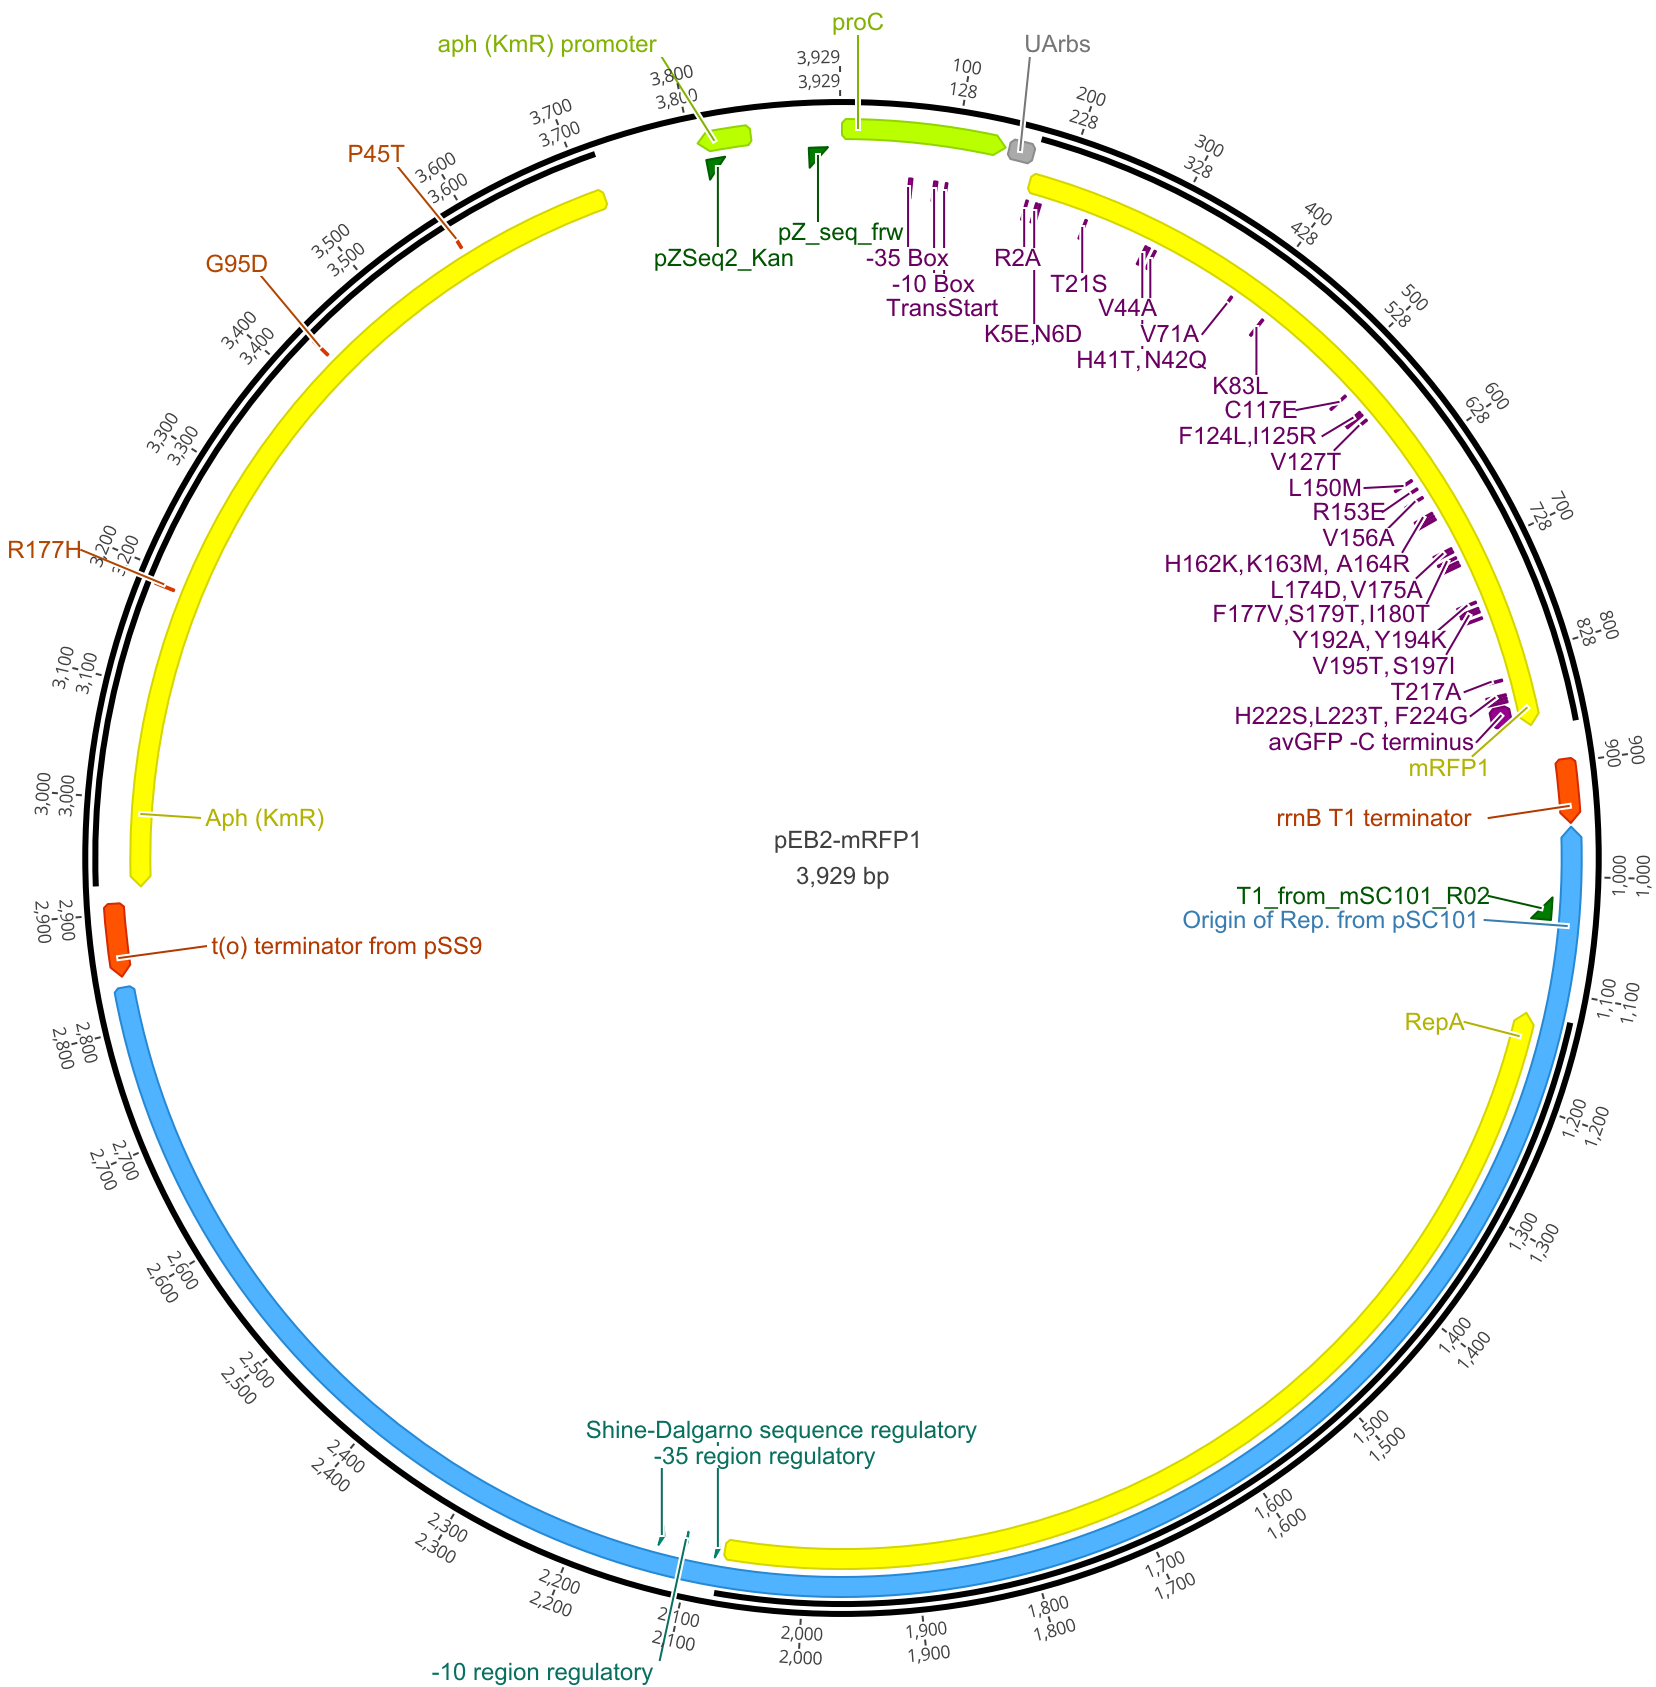 proC
aph (KmR) promoter
UArbs
3,929
3,929
100
128
200
228
300
328
400
428
500
528
600
628
700
728
800
828
900
900
1,000
1,000
1,100
1,100
1,200
1,200
1,300
1,300
1,400
1,400
1,500
1,500
1,600
1,600
1,700
1,700
1,800
1,800
1,900
1,900
2,000
2,000
2,100
2,100
2,200
2,200
2,300
2,300
2,400
2,400
2,500
2,500
2,600
2,600
2,700
2,700
2,800
2,800
2,900
2,900
3,000
3,000
3,100
3,100
3,200
3,200
3,300
3,300
3,400
3,400
3,500
3,500
3,600
3,600
3,700
3,700
3,800
3,800
P45T
G95D
R177H
pZ_seq_frw
pZSeq2_Kan
-35 Box
-10 Box
TransStart
R2A
K5E,N6D
T21S
V44A
V71A
H41T, N42Q
K83L
C117E
F124L,I125R
V127T
L150M
R153E
V156A
H162K,K163M, A164R
L174D,V175A
F177V,S179T, I180T
Y192A, Y194K
V195T, S197I
T217A
H222S,L223T, F224G
avGFP -C terminus
mRFP1
rrnB T1 terminator
Aph (KmR)
pEB2-mRFP1
3,929 bp
T1_from_mSC101_R02
Origin of Rep. from pSC101
t(o) terminator from pSS9
RepA
Shine-Dalgarno sequence regulatory
-35 region regulatory
-10 region regulatory